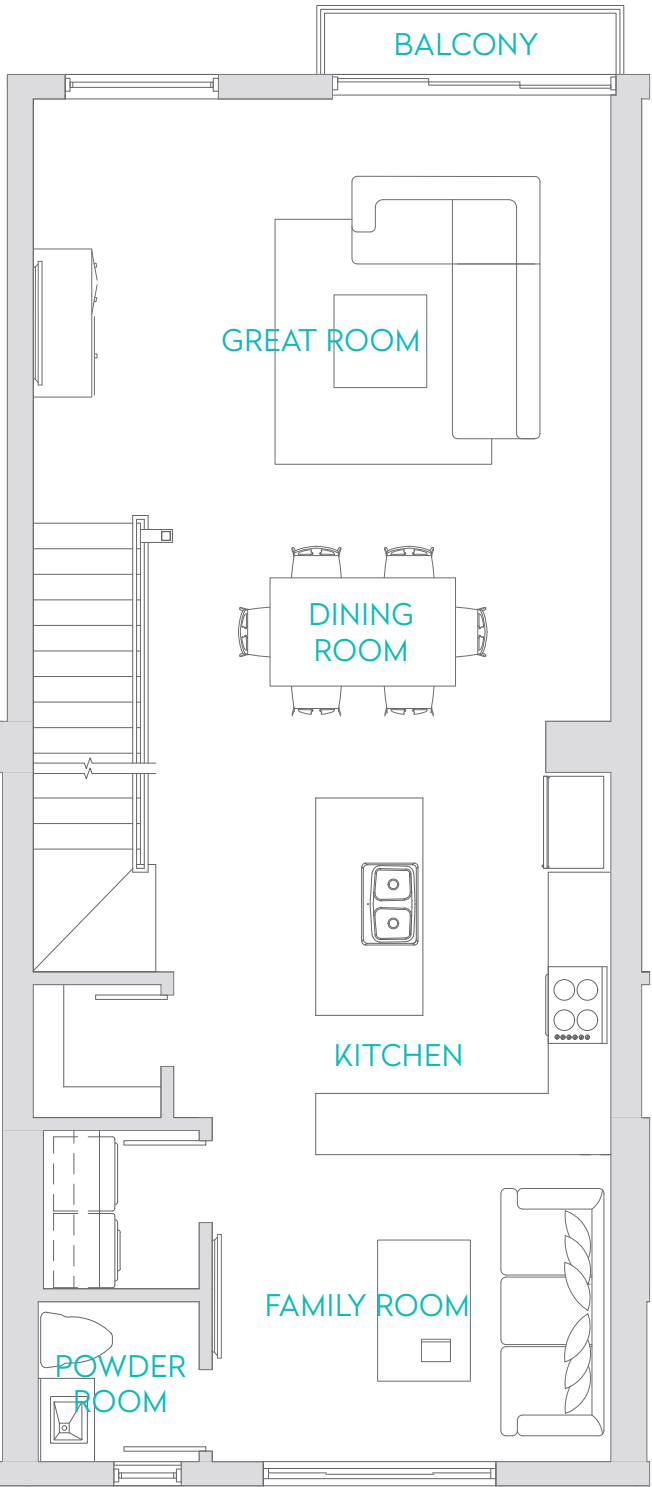 BALCONY
GREAT ROOM
DINING
ROOM
KITCHEN
FAMILY ROOM
POWDER
ROOM